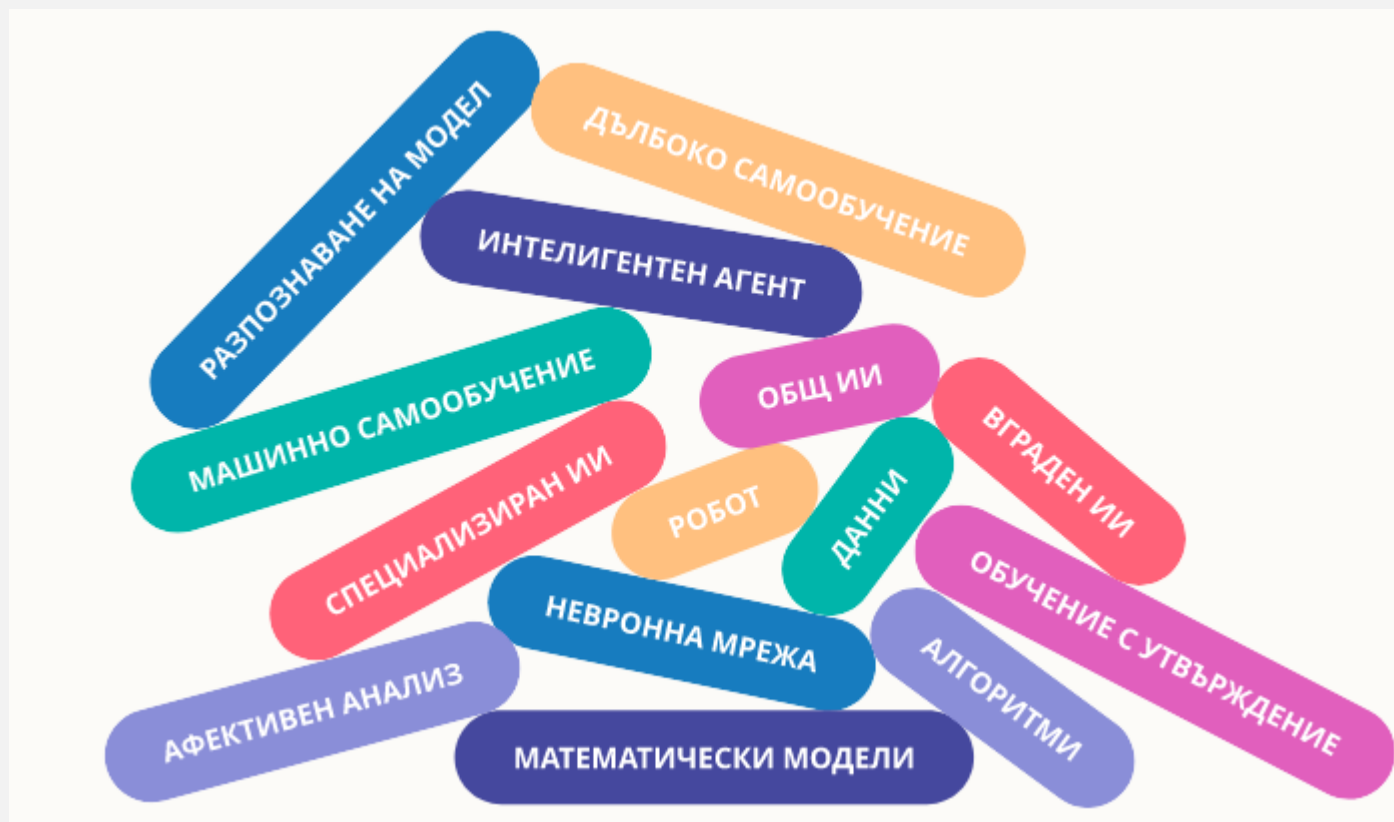 РАЗПОЗНАВАНЕ НА МОДЕЛ
ДЪЛБОКО САМООБУЧЕНИЕ
ИНТЕЛИГЕНТЕН АГЕНТ
МАШИННО САМООБУЧЕНИЕ
ОБЩ ИИ
ВГРАДЕН ИИ
СПЕЦИАЛИЗИРАН ИИ
РОБОТ
ДАННИ
ОБУЧЕНИЕ С УТВЪРЖДЕНИЕ
НЕВРОННА МРЕЖА
АЛГОРИТМИ
АФЕКТИВЕН АНАЛИЗ
МАТЕМАТИЧЕСКИ МОДЕЛИ